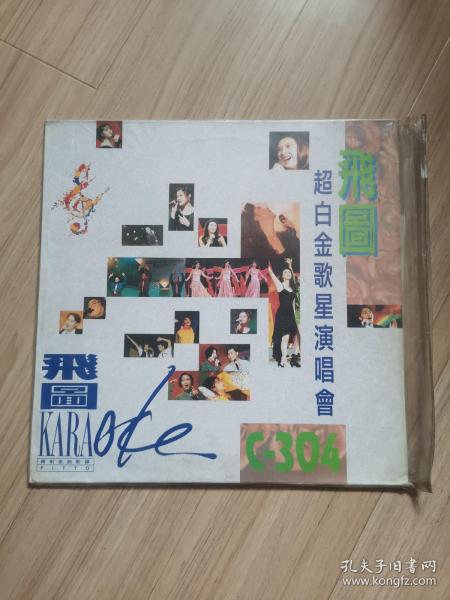 飛圖
超白金歌星演唱會
飛圖
KARAoke
FITTO
C-304
孔夫子旧书网
www.kongfz.com